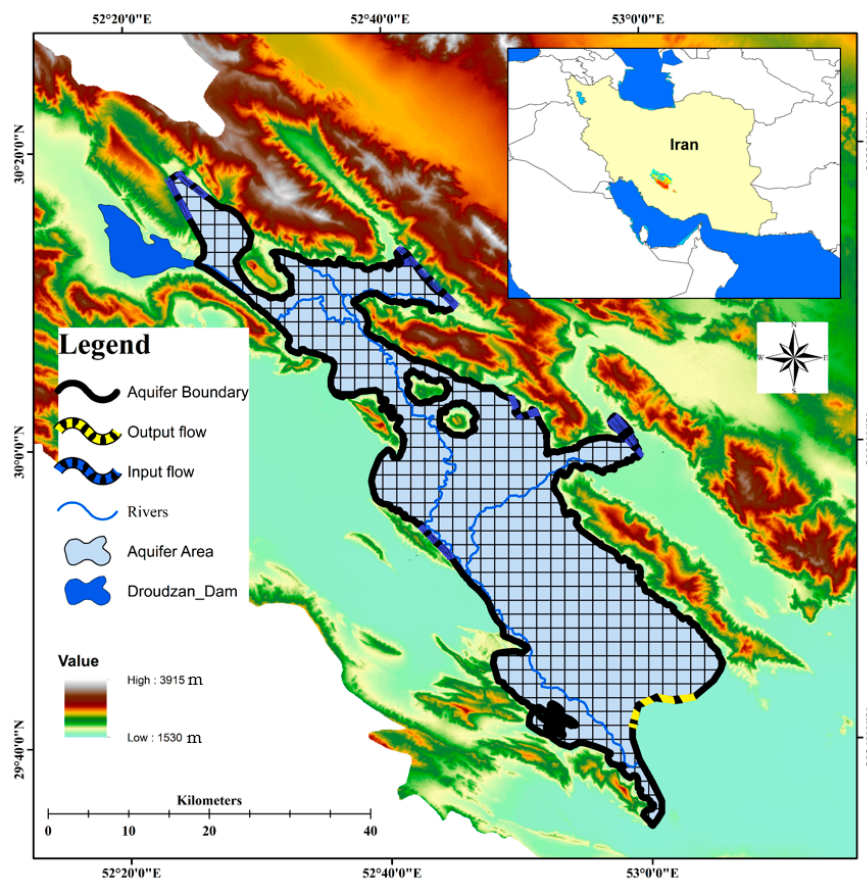 52°20'0"E 52°40'0"E 53°0'0"E
Iran
30°20'0"N
N
W E
S
Legend
Aquifer Boundary
Output flow
Input flow
Rivers
Aquifer Area
Droudzan_Dam
30°0'0"N
Value
High : 3915 m
Low : 1530 m
29°40'0"N
Kilometers
0 10 20 40
52°20'0"E 52°40'0"E 53°0'0"E